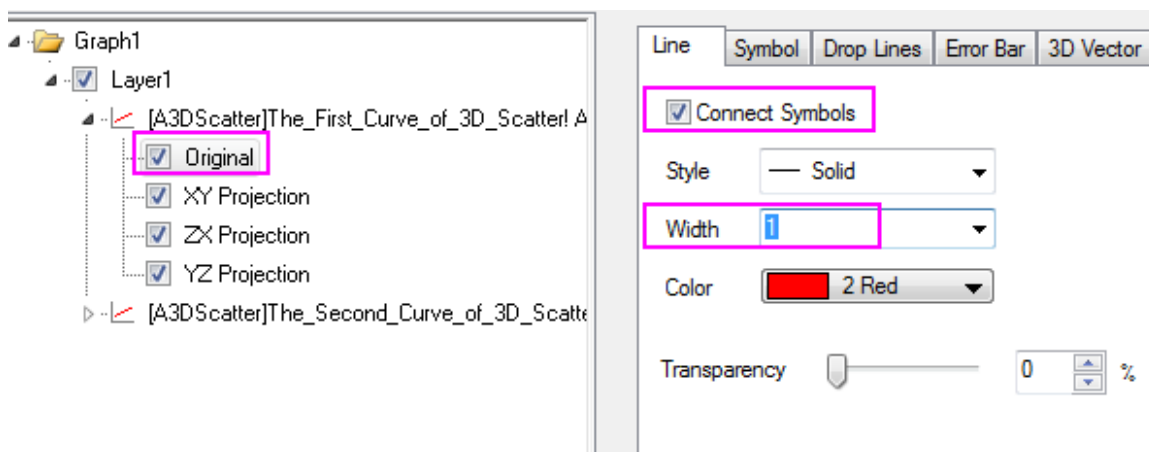 Graph1
Layer1
[A3DScatter]The_First_Curve_of_3D_Scatter! A
Original
XY Projection
ZX Projection
YZ Projection
[A3DScatter]The_Second_Curve_of_3D_Scatte
Line Symbol Drop Lines Error Bar 3D Vector
Connect Symbols
Style Solid
Width 1
Color 2 Red
Transparency 0 %